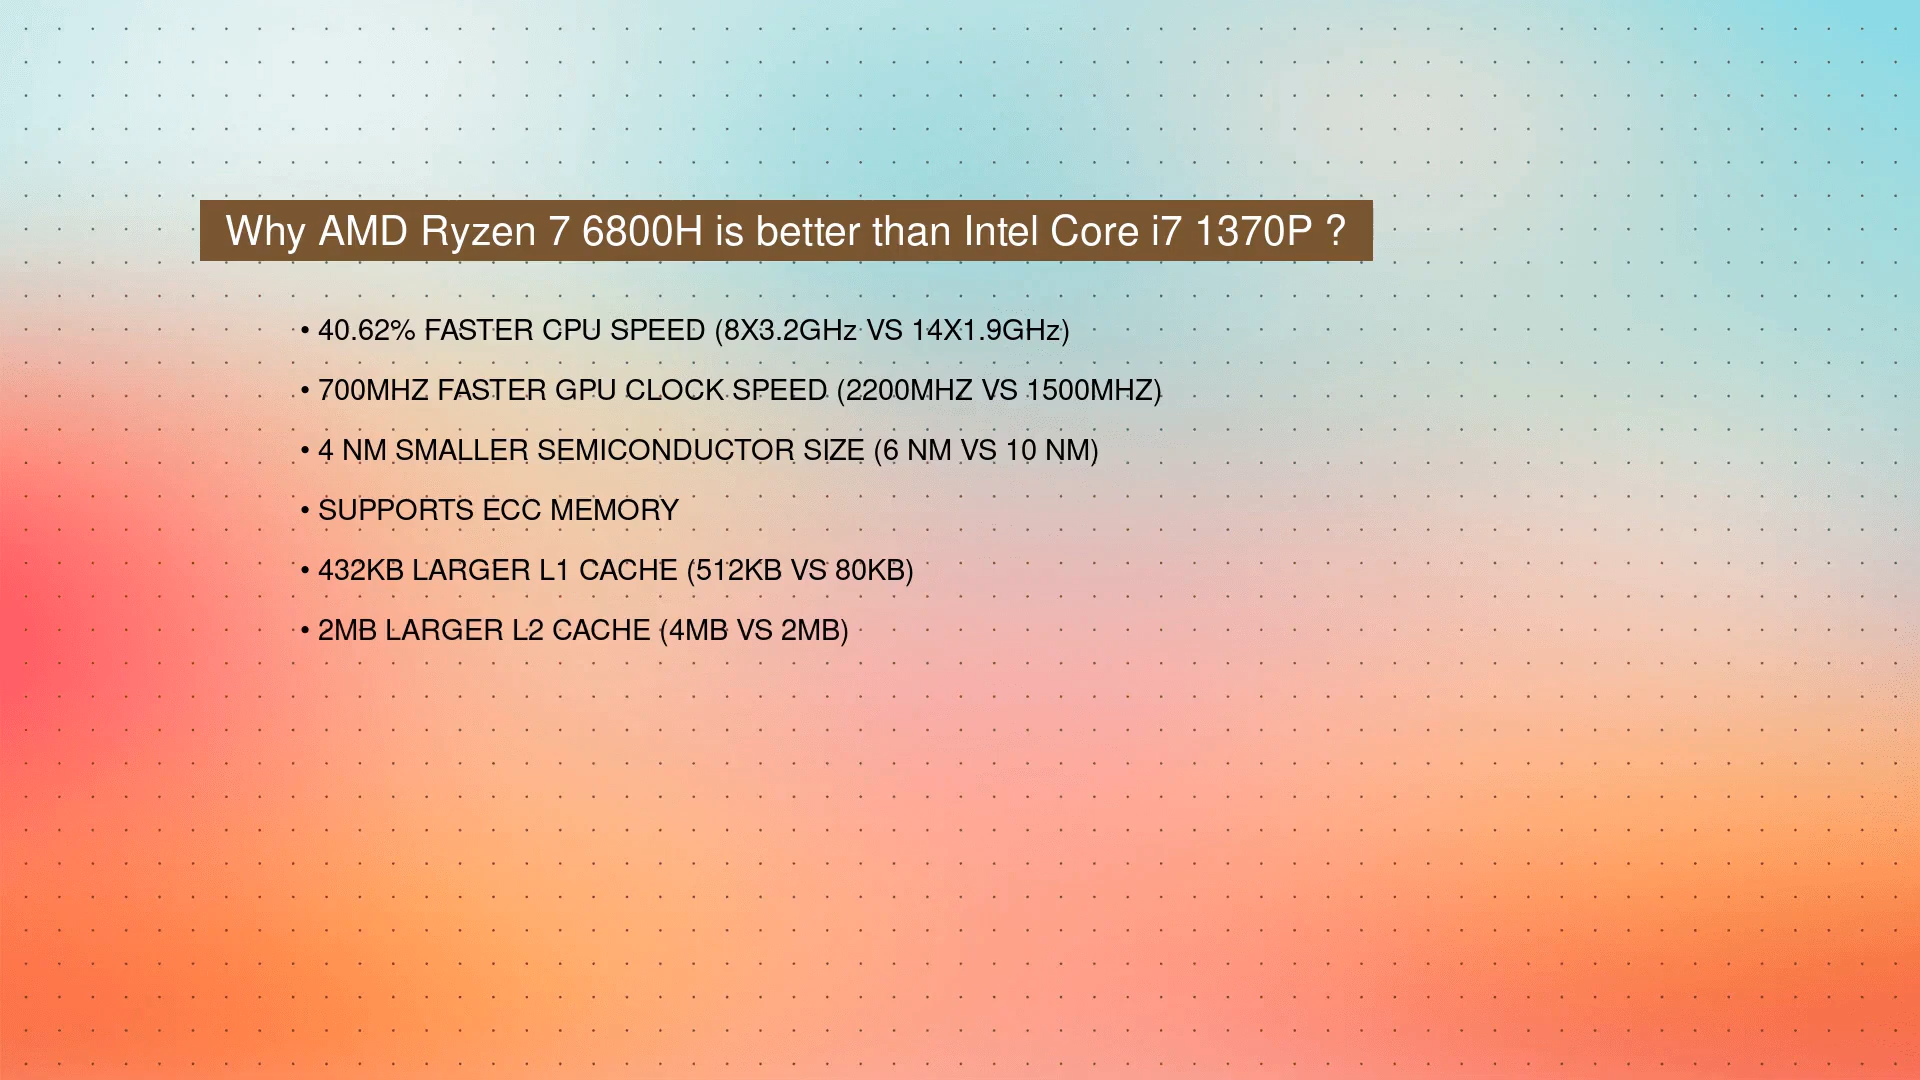 Why AMD Ryzen 7 6800H is better than Intel Core i7 1370P ?
• 40.62% FASTER CPU SPEED (8X3.2GHz VS 14X1.9GHz)
• 700MHZ FASTER GPU CLOCK SPEED (2200MHZ VS 1500MHZ)
• 4 NM SMALLER SEMICONDUCTOR SIZE (6 NM VS 10 NM)
• SUPPORTS ECC MEMORY
• 432KB LARGER L1 CACHE (512KB VS 80KB)
• 2MB LARGER L2 CACHE (4MB VS 2MB)